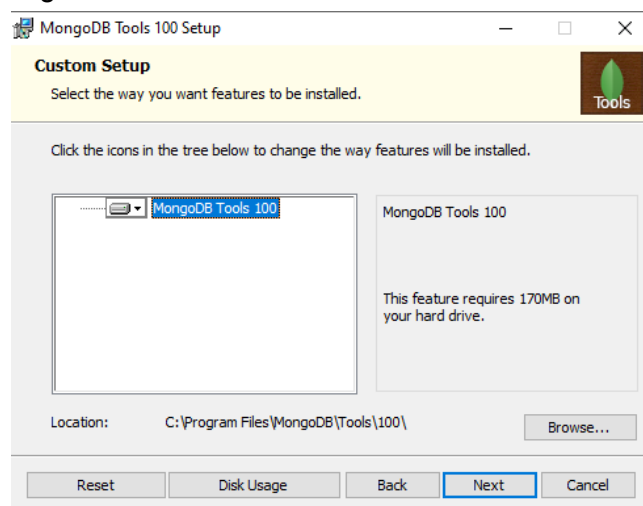 MongoDB Tools 100 Setup
Custom Setup
Select the way you want features to be installed.
Tools
Click the icons in the tree below to change the way features will be installed.
MongoDB Tools 100
MongoDB Tools 100
This feature requires 170MB on
your hard drive.
Location: C:\Program Files\MongoDB\Tools\100\
Browse...
Reset Disk Usage Back Next Cancel